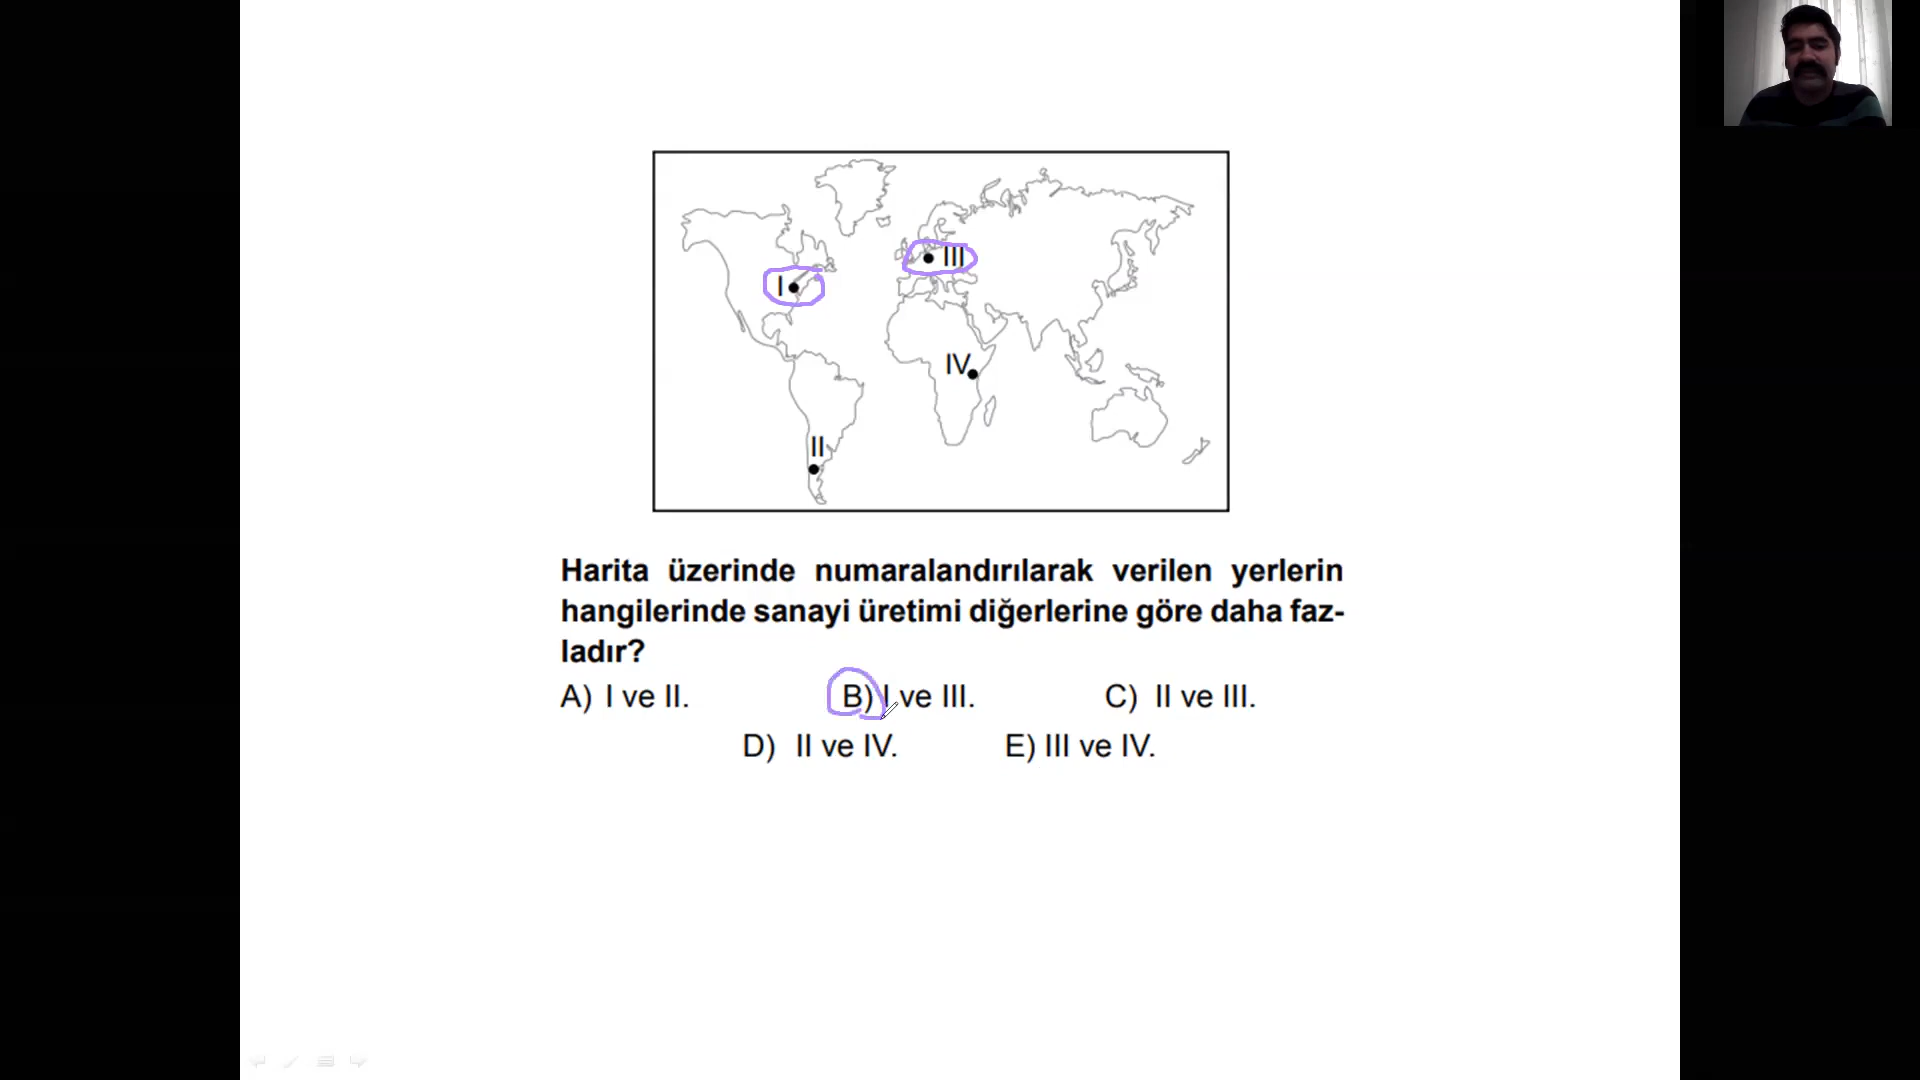 III
I
IV
II
Harita üzerinde numaralandırılarak verilen yerlerin
hangilerinde sanayi üretimi diğerlerine göre daha faz-
ladır?
A) I ve II. B) I ve III. C) II ve III.
D) II ve IV. E) III ve IV.